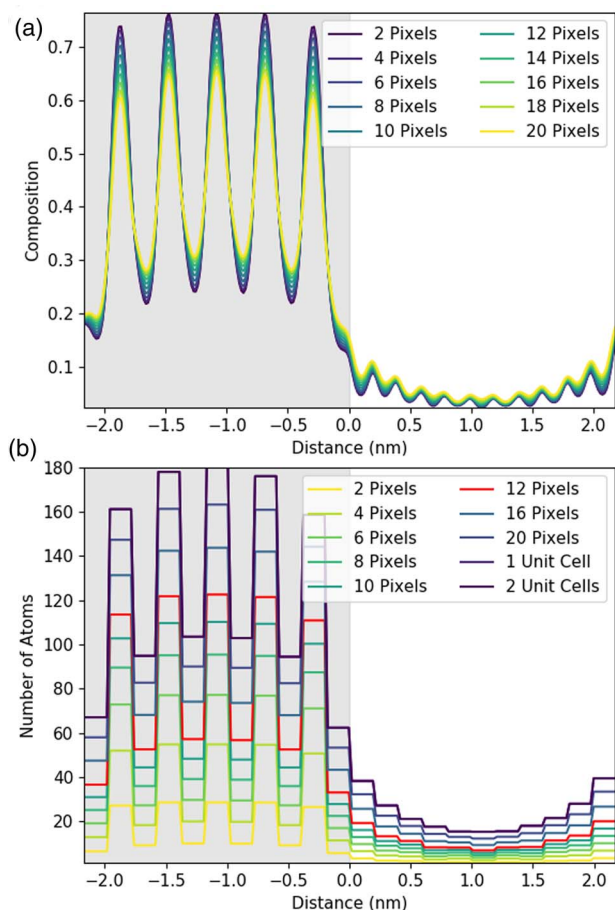 (a)
0.7
0.6
0.5
0.4
0.3
0.2
0.1
Composition
2 Pixels
4 Pixels
6 Pixels
8 Pixels
10 Pixels
12 Pixels
14 Pixels
16 Pixels
18 Pixels
20 Pixels
−2.0 −1.5 −1.0 −0.5 0.0 0.5 1.0 1.5 2.0
Distance (nm)
(b)
180
160
140
120
100
80
60
40
20
Number of Atoms
2 Pixels
4 Pixels
6 Pixels
8 Pixels
10 Pixels
12 Pixels
16 Pixels
20 Pixels
1 Unit Cell
2 Unit Cells
−2.0 −1.5 −1.0 −0.5 0.0 0.5 1.0 1.5 2.0
Distance (nm)